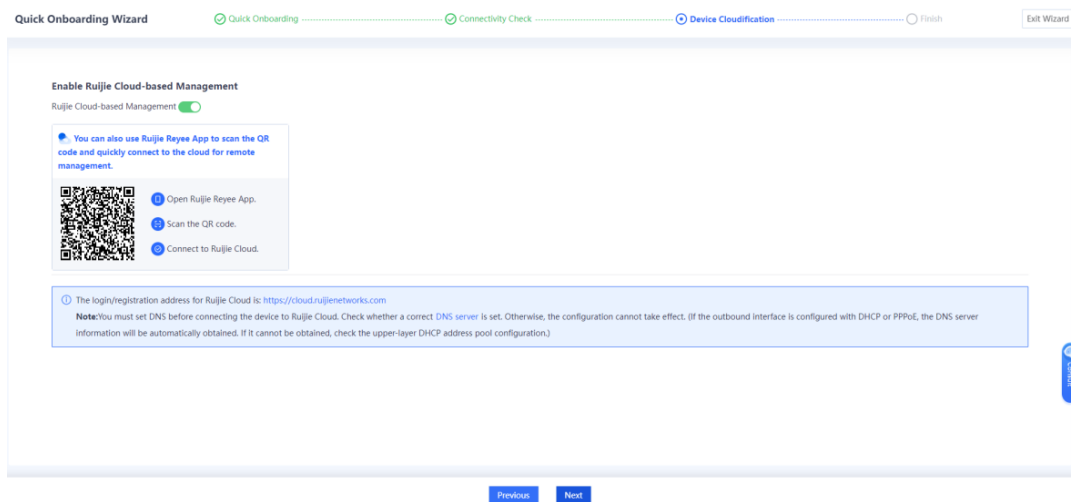 Quick Onboarding Wizard
Quick Onboarding
Connectivity Check
Device Cloudification
Finish
Exit Wizard
Enable Ruijie Cloud-based Management
Ruijie Cloud-based Management
You can also use Ruijie Reyee App to scan the QR
code and quickly connect to the cloud for remote
management.
Open Ruijie Reyee App.
Scan the QR code.
Connect to Ruijie Cloud.
The login/registration address for Ruijie Cloud is: https://cloud.ruijienetworks.com
Note:You must set DNS before connecting the device to Ruijie Cloud. Check whether a correct DNS server is set. Otherwise, the configuration cannot take effect. (If the outbound interface is configured with DHCP or PPPoE, the DNS server
information will be automatically obtained. If it cannot be obtained, check the upper-layer DHCP address pool configuration.)
Previous
Next